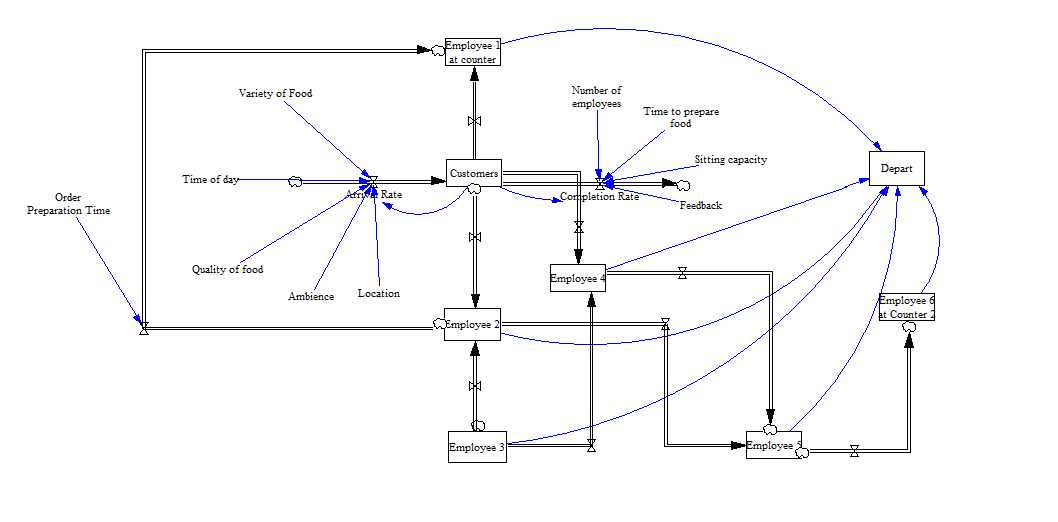 Employee 1
at counter
Variety of Food
Number of
employees
Time to prepare
food
Sitting capacity
Customers
Depart
Time of day
Arrival Rate
Completion Rate
Feedback
Order
Preparation Time
Quality of food
Ambience
Location
Employee 4
Employee 6
at Counter 2
Employee 2
Employee 3
Employee 5